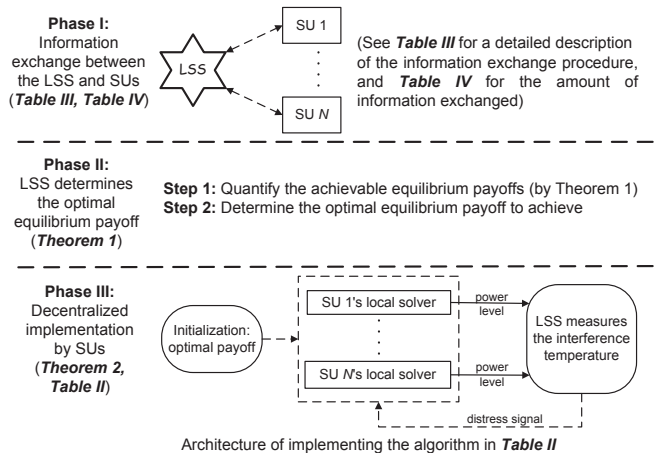 Phase I:
Information
exchange between
the LSS and SUs
(Table III, Table IV)
LSS
SU 1
SU N
(See Table III for a detailed description
of the information exchange procedure,
and Table IV for the amount of
information exchanged)
Phase II:
LSS determines
the optimal
equilibrium payoff
(Theorem 1)
Step 1: Quantify the achievable equilibrium payoffs (by Theorem 1)
Step 2: Determine the optimal equilibrium payoff to achieve
Phase III:
Decentralized
implementation
by SUs
(Theorem 2,
Table II)
Initialization:
optimal payoff
SU 1's local solver
SU N's local solver
power
level
power
level
LSS measures
the interference
temperature
distress signal
Architecture of implementing the algorithm in Table II